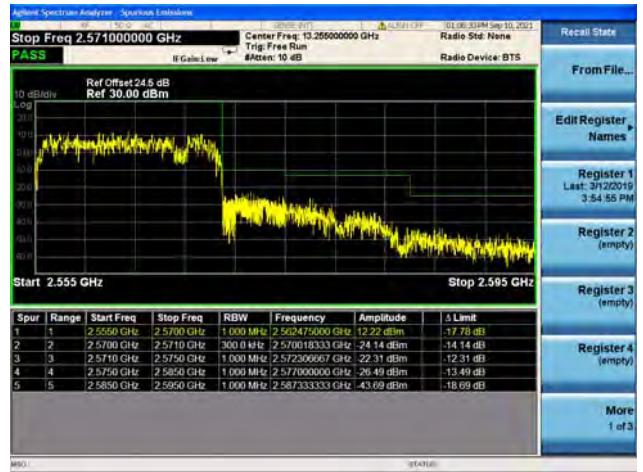 Agilent Spectrum Analyzer - Spurious Emissions
RF 50 Ω AC SENSE:INT ALIGN OFF 01:06:33PM Sep 10, 2021
Stop Freq 2.571000000 GHz
Center Freq: 13.255000000 GHz
Radio Std: None
PASS
IFGain:Low
Trig: Free Run
#Atten: 10 dB
Radio Device: BTS
Ref Offset 24.5 dB
10 dB/div Ref 30.00 dBm
Log
Start 2.555 GHz Stop 2.595 GHz
Spur Range Start Freq Stop Freq RBW Frequency Amplitude Δ Limit
1 1 2.5550 GHz 2.5700 GHz 1.000 MHz 2.562475000 GHz 12.22 dBm -17.78 dB
2 2 2.5700 GHz 2.5710 GHz 300.0 kHz 2.570018333 GHz -24.14 dBm -14.14 dB
3 3 2.5710 GHz 2.5750 GHz 1.000 MHz 2.572306667 GHz -22.31 dBm -12.31 dB
4 4 2.5750 GHz 2.5850 GHz 1.000 MHz 2.577000000 GHz -26.49 dBm -13.49 dB
5 5 2.5850 GHz 2.5950 GHz 1.000 MHz 2.587333333 GHz -43.69 dBm -18.69 dB
Recall State
From File...
Edit Register
Names
Register 1
Last: 3/12/2019
3:54:55 PM
Register 2
(empty)
Register 3
(empty)
Register 4
(empty)
More
1 of 3
MSG STATUS